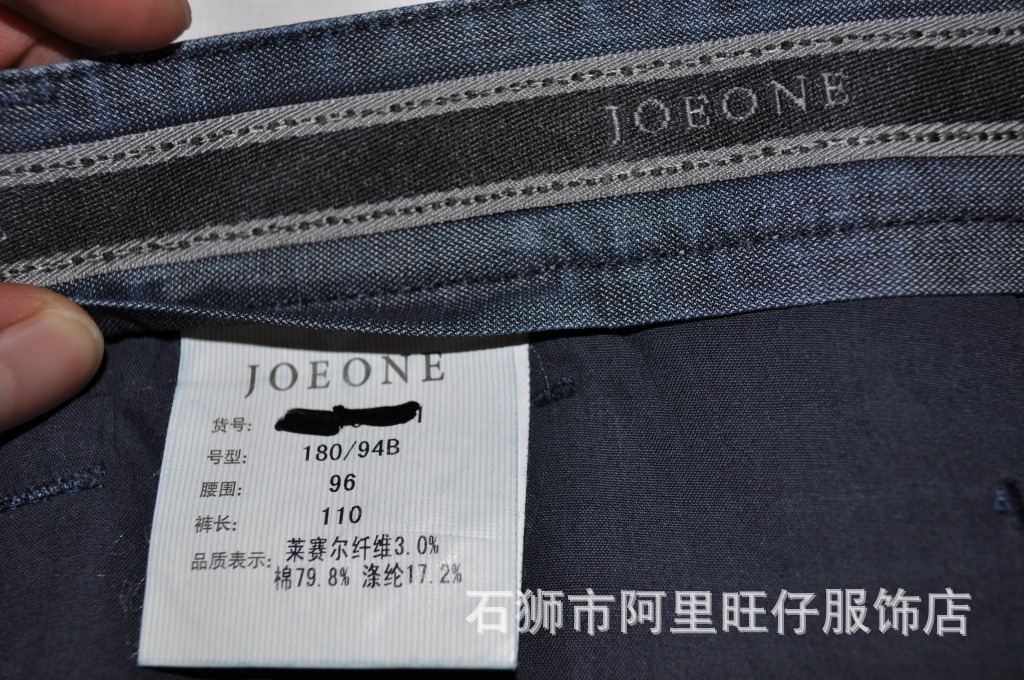 JOEONE
JOEONE
货号:
号型: 180/94B
腰围: 96
裤长: 110
品质表示: 莱赛尔纤维3.0%
棉79.8% 涤纶17.2%
石狮市阿里旺仔服饰店